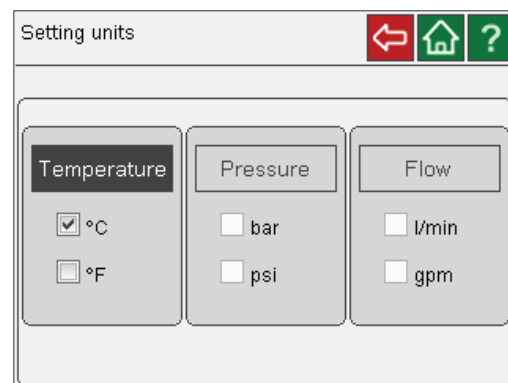 Setting units
?
Temperature
Pressure
Flow
°C
bar
l/min
°F
psi
gpm